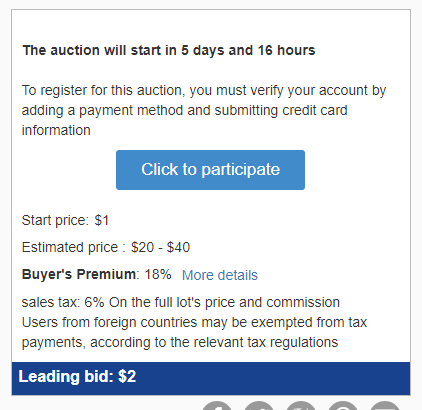 The auction will start in 5 days and 16 hours
To register for this auction, you must verify your account by
adding a payment method and submitting credit card
information
Click to participate
Start price: $1
Estimated price : $20 - $40
Buyer's Premium: 18% More details
sales tax: 6% On the full lot's price and commission
Users from foreign countries may be exempted from tax
payments, according to the relevant tax regulations
Leading bid: $2